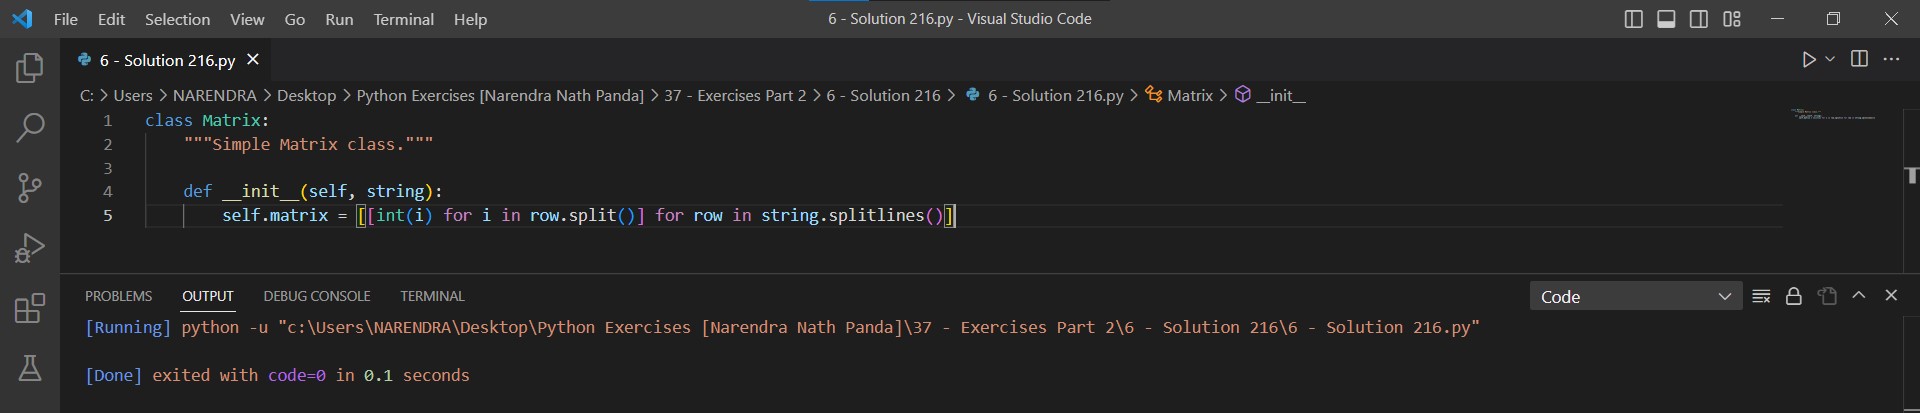 File Edit Selection View Go Run Terminal Help 6 - Solution 216.py - Visual Studio Code
6 - Solution 216.py
C: > Users > NARENDRA > Desktop > Python Exercises [Narendra Nath Panda] > 37 - Exercises Part 2 > 6 - Solution 216 > 6 - Solution 216.py > Matrix > __init__
1 class Matrix:
2 """Simple Matrix class."""
3
4 def __init__(self, string):
5 self.matrix = [[int(i) for i in row.split()] for row in string.splitlines()]
PROBLEMS OUTPUT DEBUG CONSOLE TERMINAL Code
[Running] python -u "c:\Users\NARENDRA\Desktop\Python Exercises [Narendra Nath Panda]\37 - Exercises Part 2\6 - Solution 216\6 - Solution 216.py"
[Done] exited with code=0 in 0.1 seconds